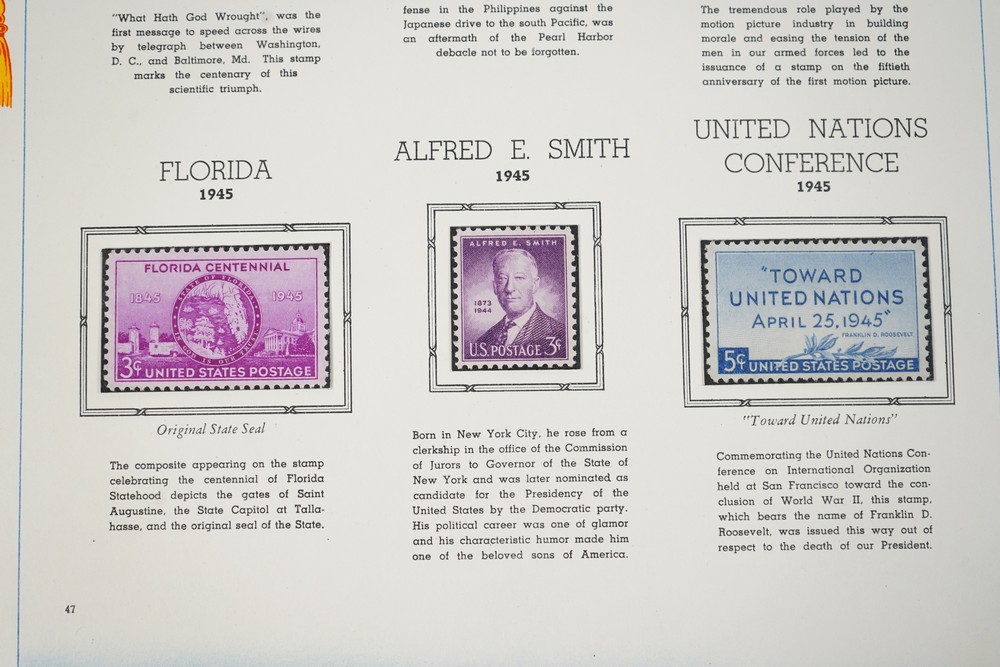 "What Hath God Wrought", was the
first message to speed across the wires
by telegraph between Washington,
D. C., and Baltimore, Md. This stamp
marks the centenary of this
scientific triumph.
fense in the Philippines against the
Japanese drive to the south Pacific, was
an aftermath of the Pearl Harbor
debacle not to be forgotten.
The tremendous role played by the
motion picture industry in building
morale and easing the tension of the
men in our armed forces led to the
issuance of a stamp on the fiftieth
anniversary of the first motion picture.
FLORIDA
1945
FLORIDA CENTENNIAL
1845 1945
STATE OF FLORIDA
IN GOD IS OUR TRUST
3¢ UNITED STATES POSTAGE
Original State Seal
The composite appearing on the stamp
celebrating the centennial of Florida
Statehood depicts the gates of Saint
Augustine, the State Capitol at Talla-
hasse, and the original seal of the State.
ALFRED E. SMITH
1945
ALFRED E. SMITH
1873
1944
U.S. POSTAGE 3¢
Born in New York City, he rose from a
clerkship in the office of the Commission
of Jurors to Governor of the State of
New York and was later nominated as
candidate for the Presidency of the
United States by the Democratic party.
His political career was one of glamor
and his characteristic humor made him
one of the beloved sons of America.
UNITED NATIONS
CONFERENCE
1945
"TOWARD
UNITED NATIONS
APRIL 25, 1945"
FRANKLIN D. ROOSEVELT
5¢ UNITED STATES POSTAGE
"Toward United Nations"
Commemorating the United Nations Con-
ference on International Organization
held at San Francisco toward the con-
clusion of World War II, this stamp,
which bears the name of Franklin D.
Roosevelt, was issued this way out of
respect to the death of our President.
47